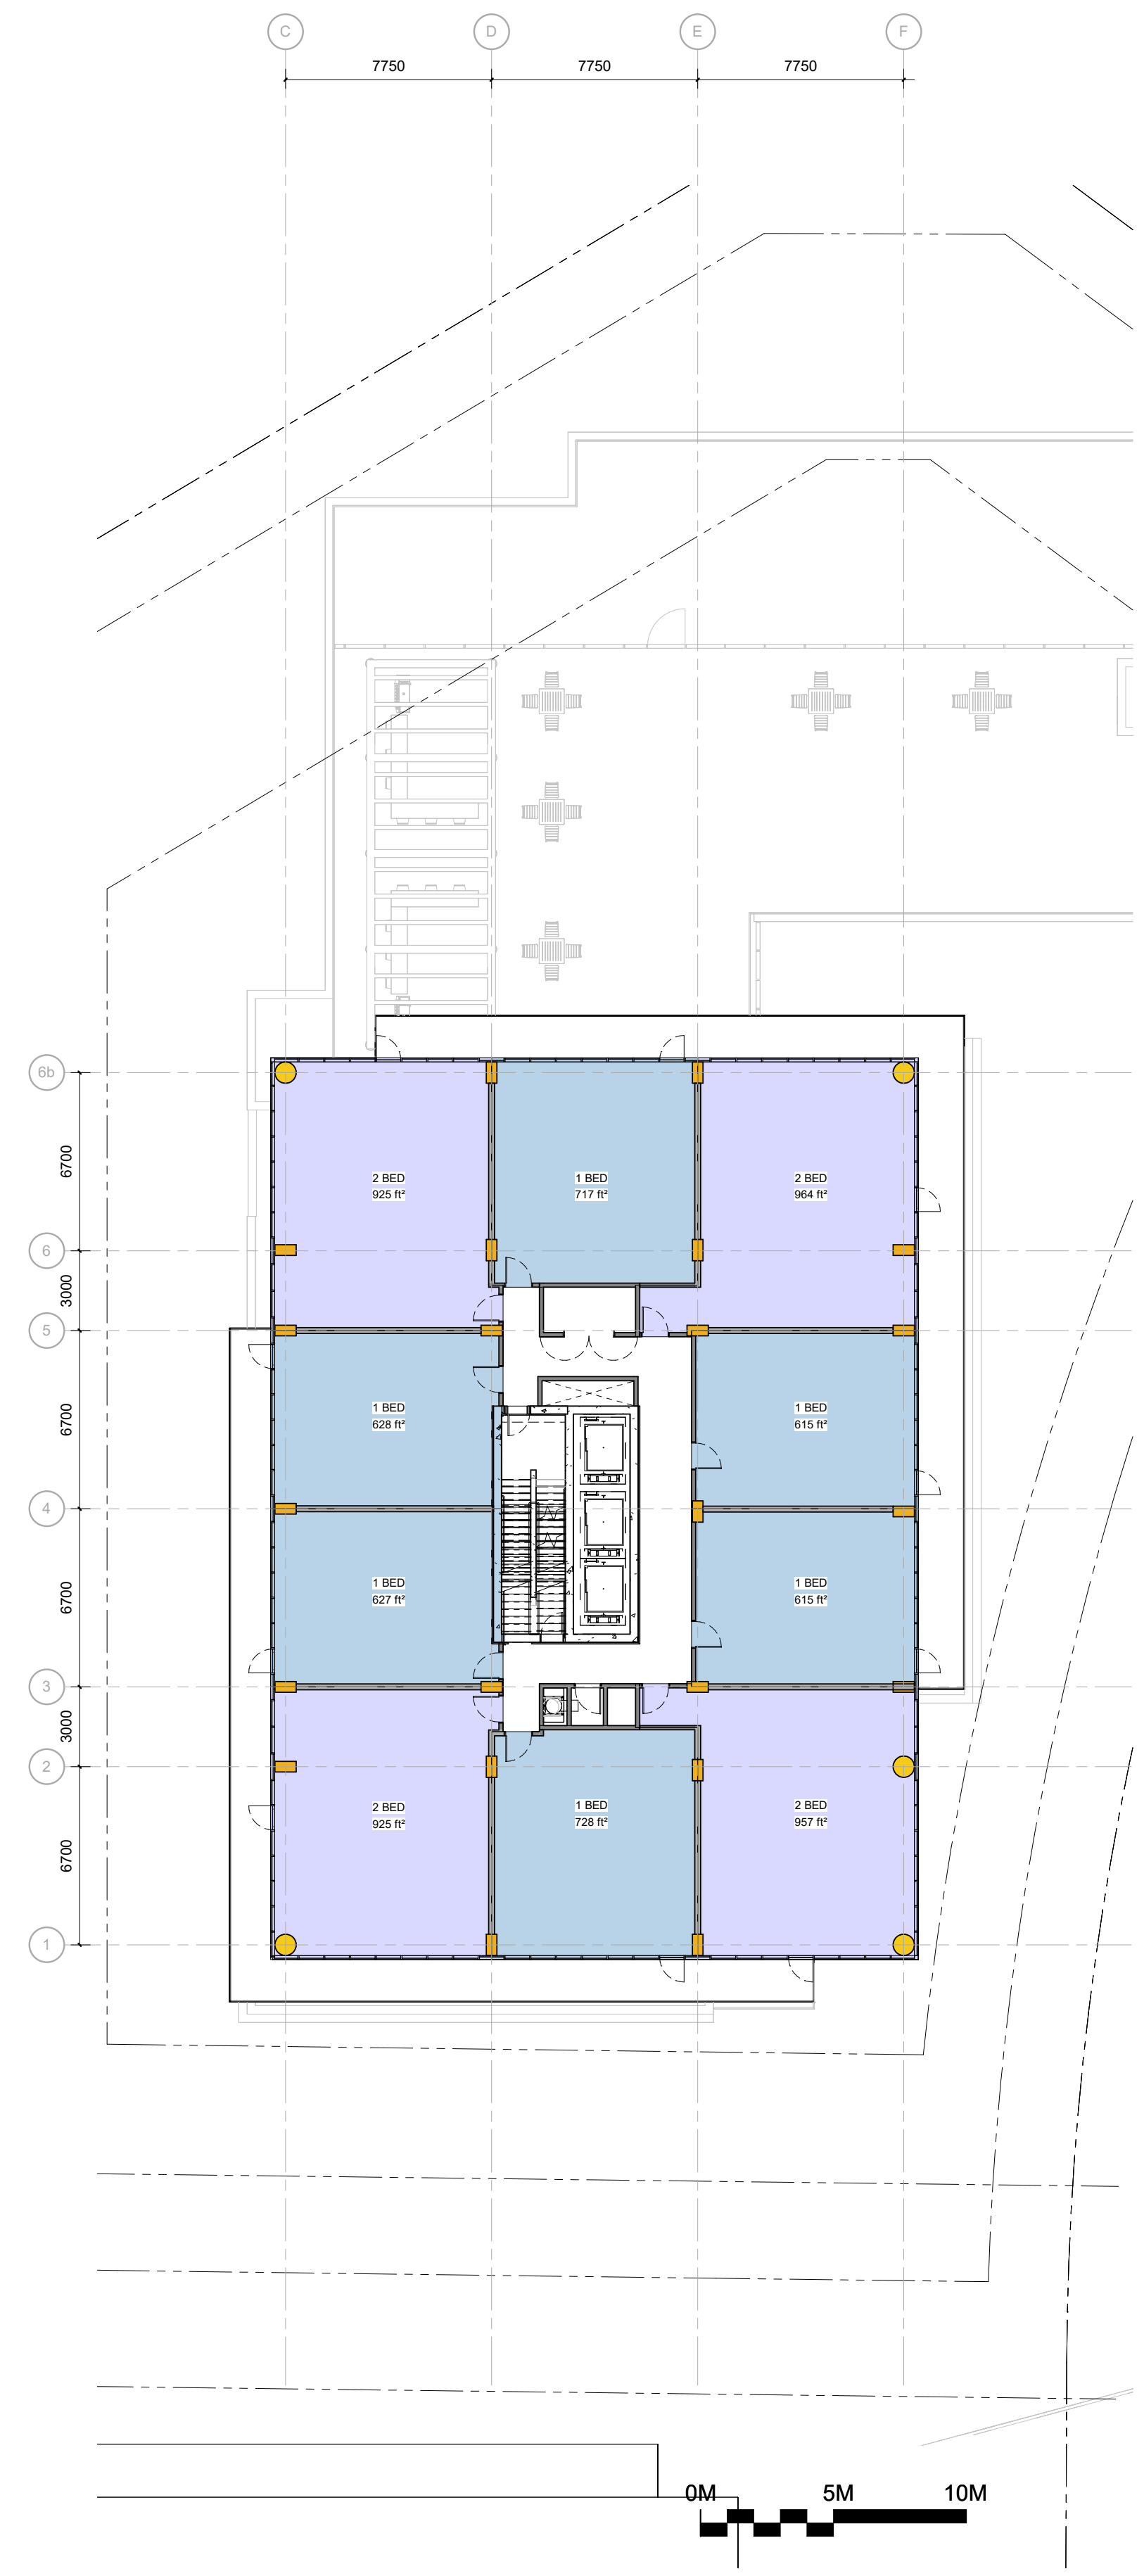 C D E F
7750 7750 7750
6b
6700
2 BED 1 BED 2 BED
925 ft² 717 ft² 964 ft²
6
3000
5
1 BED 1 BED
628 ft² 615 ft²
6700
4
1 BED 1 BED
627 ft² 615 ft²
6700
3
3000
2
2 BED 1 BED 2 BED
925 ft² 728 ft² 957 ft²
6700
1
0M 5M 10M